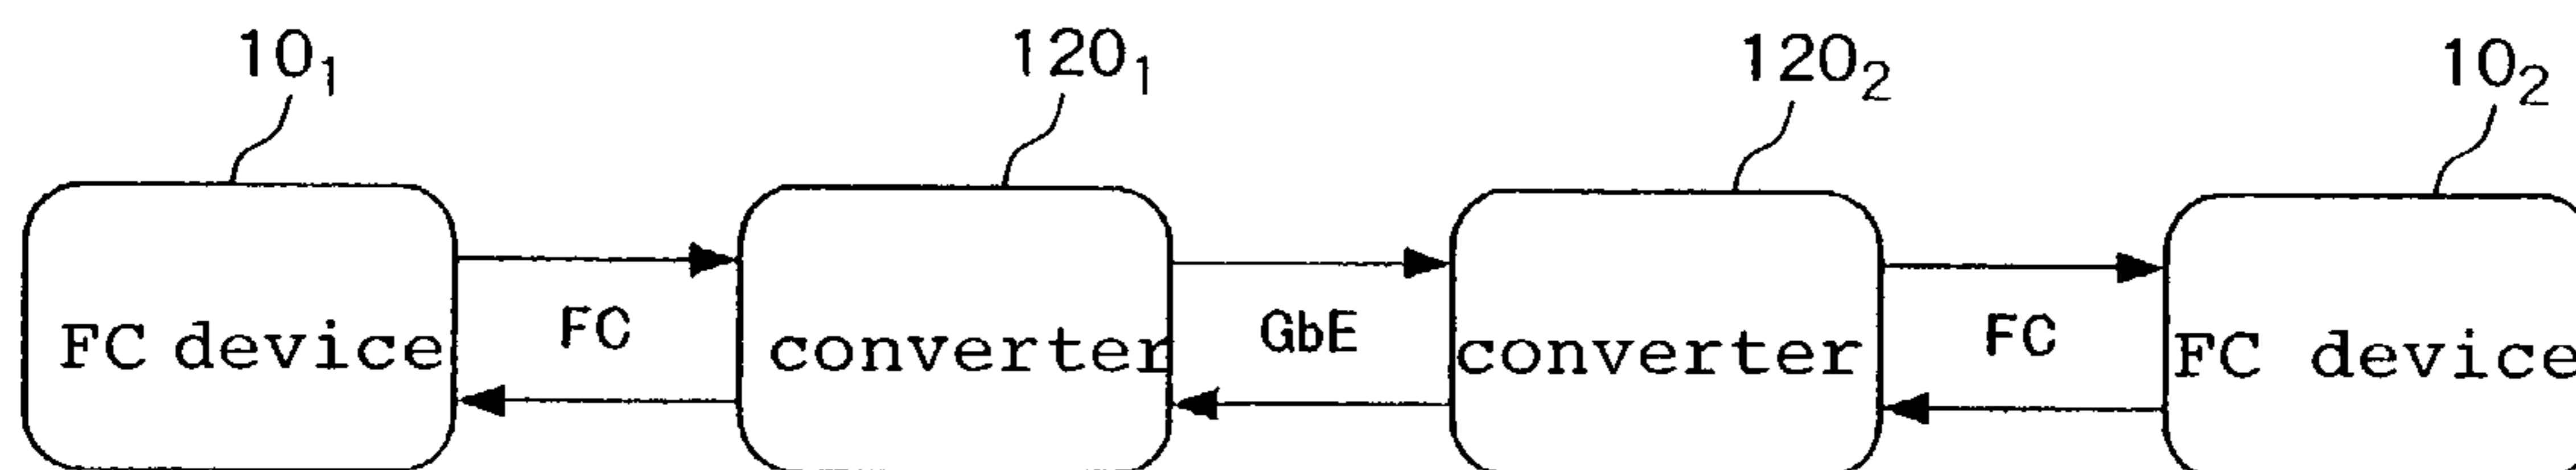 10₁ 120₁ 120₂ 10₂
FC device FC converter GbE converter FC FC device